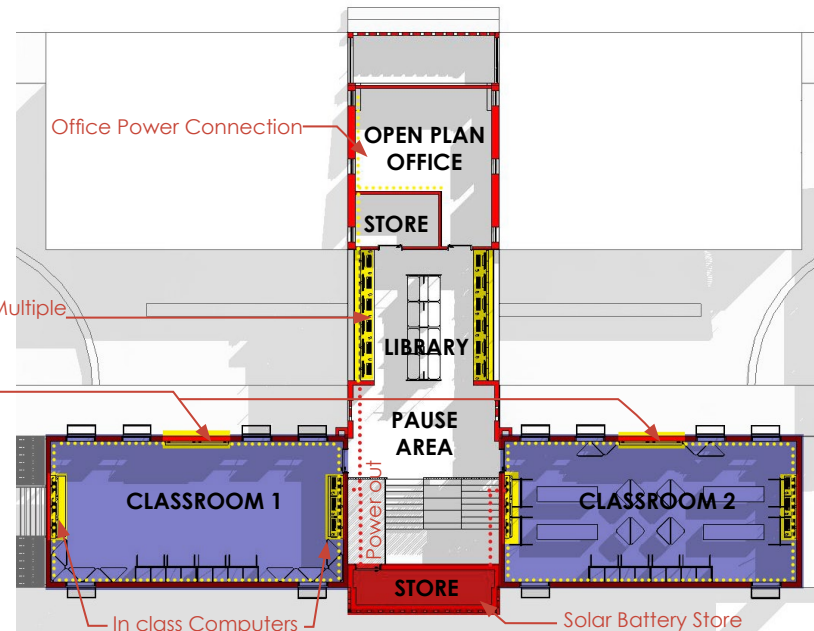 Office Power Connection
OPEN PLAN
OFFICE
STORE
Multiple
LIBRARY
PAUSE
AREA
CLASSROOM 1
Power out
CLASSROOM 2
STORE
In class Computers
Solar Battery Store